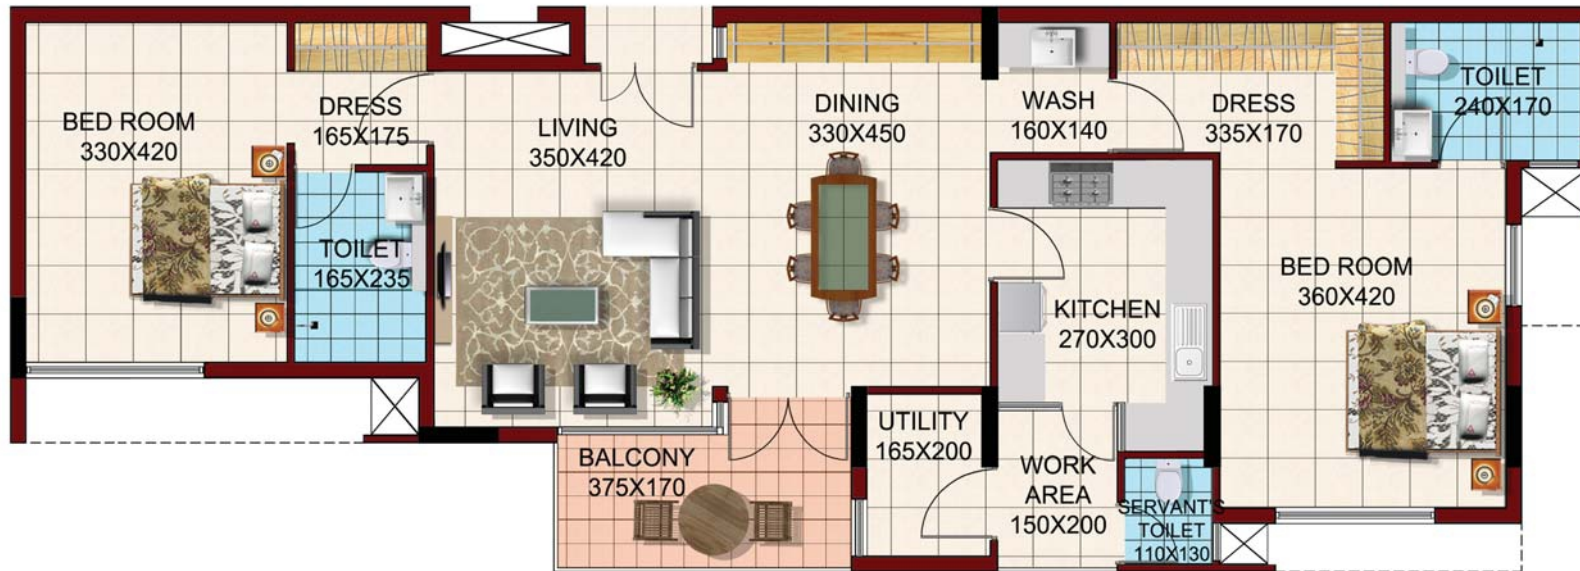 BED ROOM
330X420
DRESS
165X175
TOILET
165X235
LIVING
350X420
DINING
330X450
WASH
160X140
DRESS
335X170
TOILET
240X170
KITCHEN
270X300
BED ROOM
360X420
BALCONY
375X170
UTILITY
165X200
WORK
AREA
150X200
SERVANT'S
TOILET
110X130